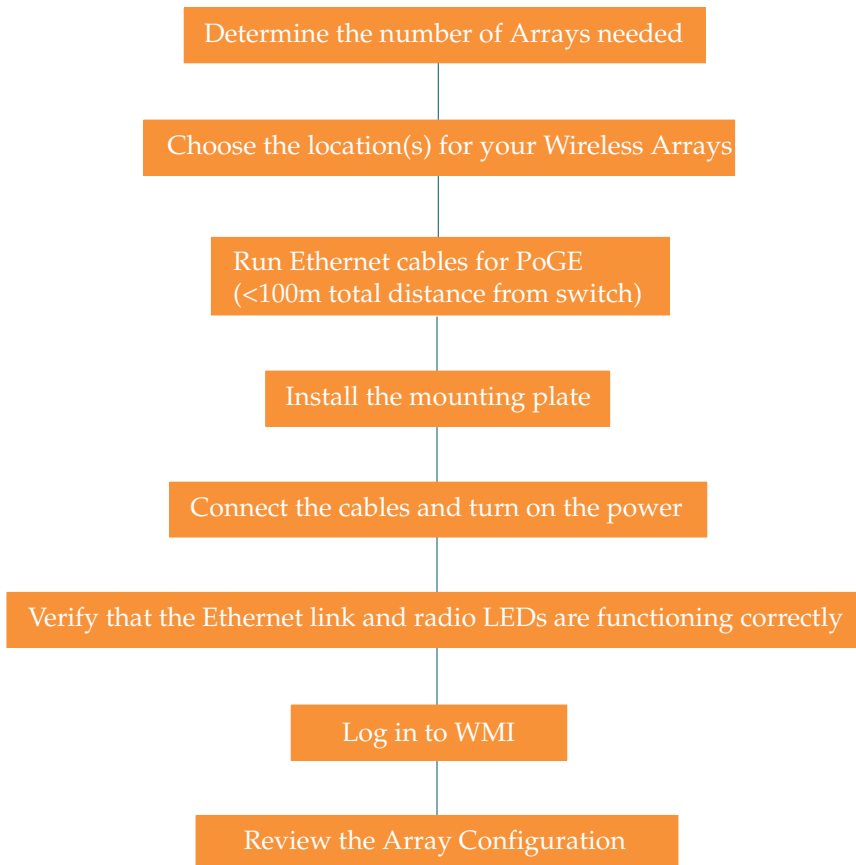 Determine the number of Arrays needed
Choose the location(s) for your Wireless Arrays
Run Ethernet cables for PoGE
(<100m total distance from switch)
Install the mounting plate
Connect the cables and turn on the power
Verify that the Ethernet link and radio LEDs are functioning correctly
Log in to WMI
Review the Array Configuration